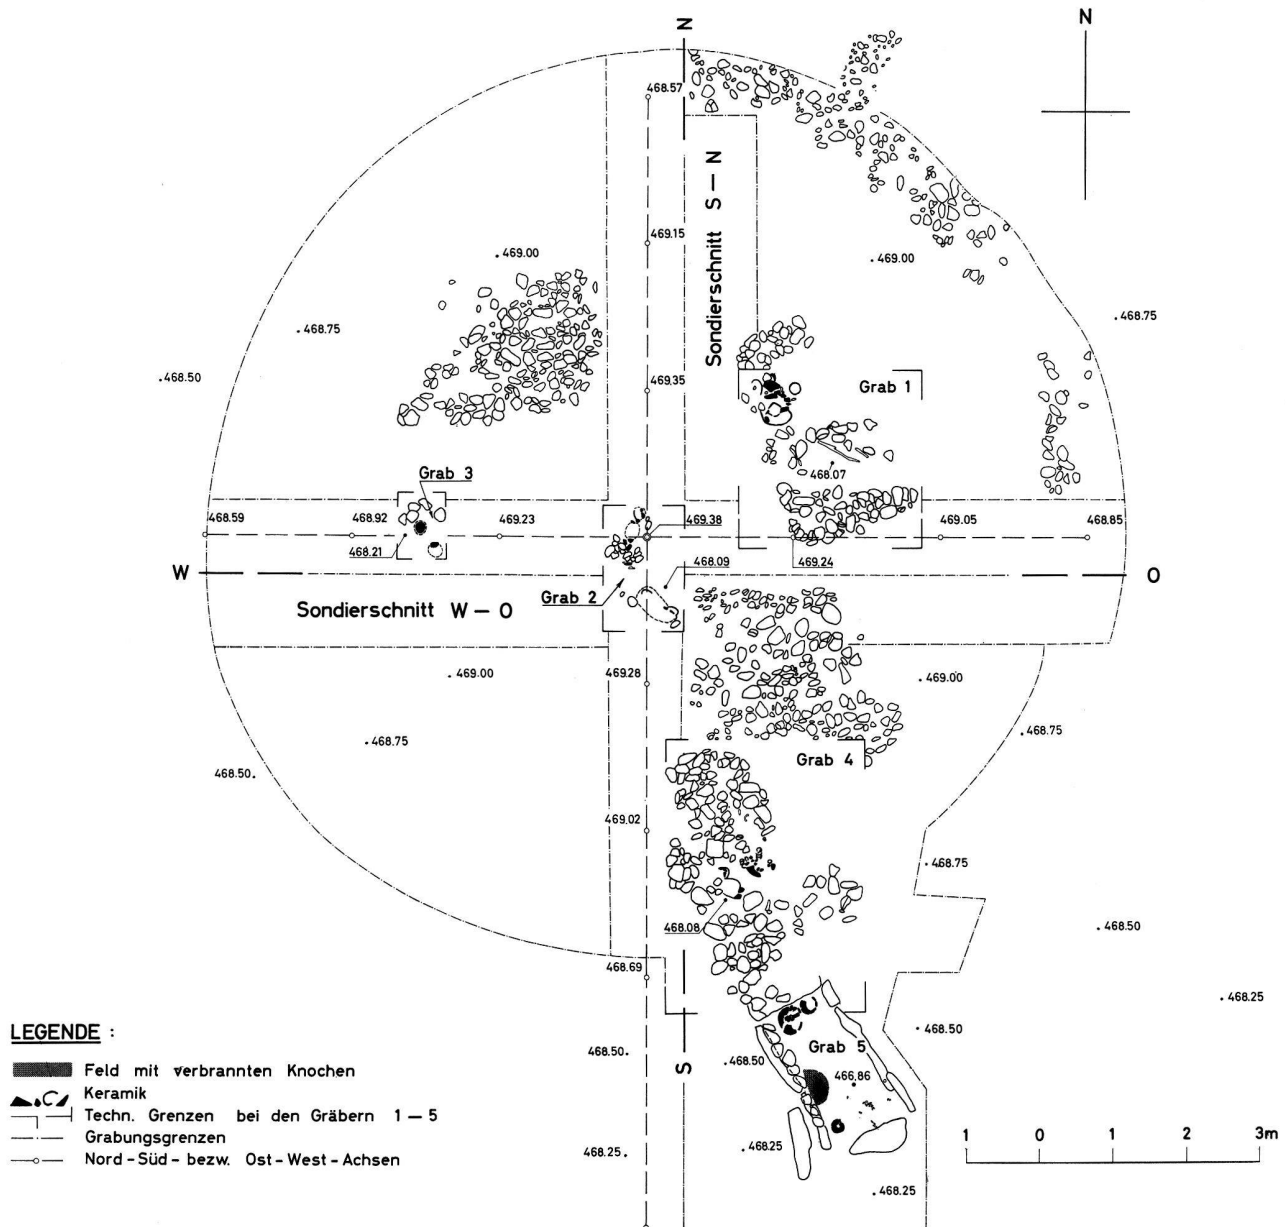 N
N
468.57
Sondierschnitt S – N
469.15
469.00
469.00
468.75
468.75
468.50
469.35
Grab 1
Grab 3
468.07
468.59
468.92
469.23
469.38
469.05
468.85
468.21
468.09
469.24
W
O
Grab 2
Sondierschnitt W – O
469.00
469.28
469.00
468.75
468.75
468.50.
Grab 4
469.02
468.75
468.08
468.50
468.69
468.25
LEGENDE :
468.50
468.50.
468.50
Grab 5
S
466.86
Feld mit verbrannten Knochen
Keramik
Techn. Grenzen bei den Gräbern 1 – 5
Grabungsgrenzen
Nord-Süd- bezw. Ost-West-Achsen
468.25.
468.25
468.25
1 0 1 2 3m